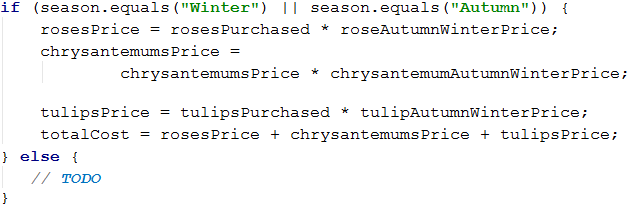 if (season.equals("Winter") || season.equals("Autumn")) {
rosesPrice = rosesPurchased * roseAutumnWinterPrice;
chrysantemumsPrice =
chrysantemumsPrice * chrysantemumAutumnWinterPrice;
tulipsPrice = tulipsPurchased * tulipAutumnWinterPrice;
totalCost = rosesPrice + chrysantemumsPrice + tulipsPrice;
} else {
// TODO
}